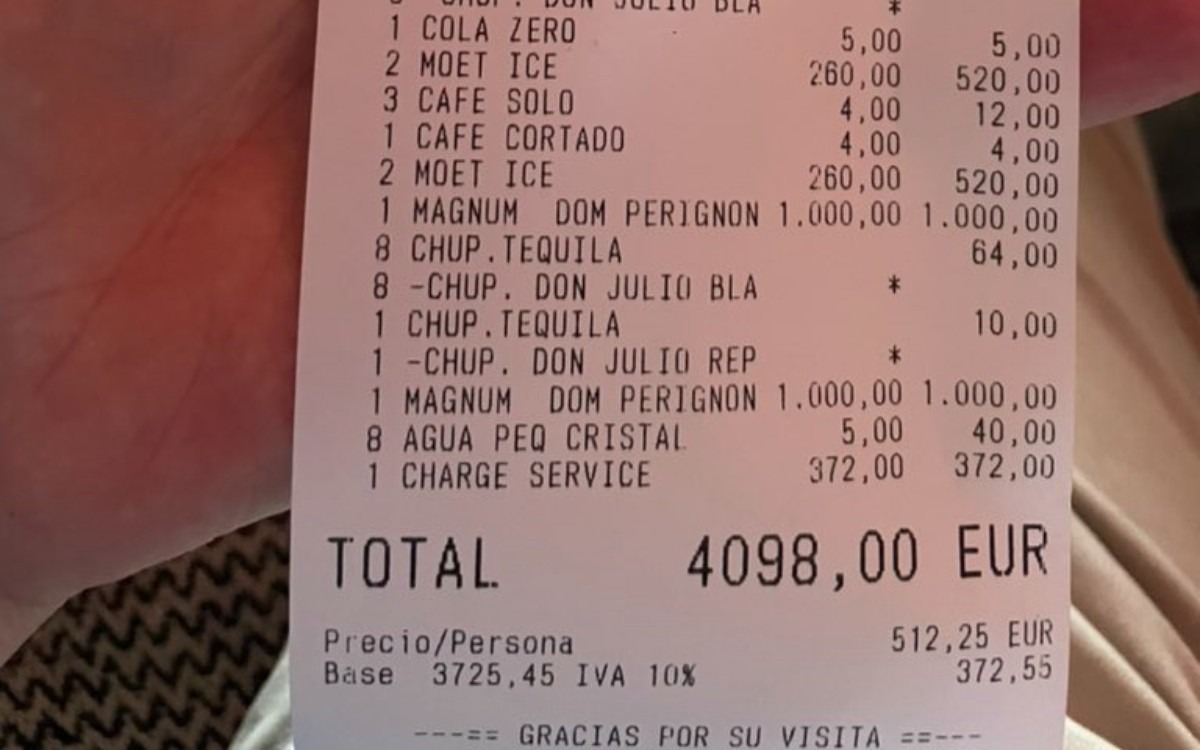 -CHUP. DON JULIO BLA *
1 COLA ZERO 5,00 5,00
2 MOET ICE 260,00 520,00
3 CAFE SOLO 4,00 12,00
1 CAFE CORTADO 4,00 4,00
2 MOET ICE 260,00 520,00
1 MAGNUM DOM PERIGNON 1.000,00 1.000,00
8 CHUP.TEQUILA 64,00
8 -CHUP. DON JULIO BLA *
1 CHUP.TEQUILA 10,00
1 -CHUP. DON JULIO REP *
1 MAGNUM DOM PERIGNON 1.000,00 1.000,00
8 AGUA PEQ CRISTAL 5,00 40,00
1 CHARGE SERVICE 372,00 372,00
TOTAL 4098,00 EUR
Precio/Persona 512,25 EUR
Base 3725,45 IVA 10% 372,55
---== GRACIAS POR SU VISITA ==---